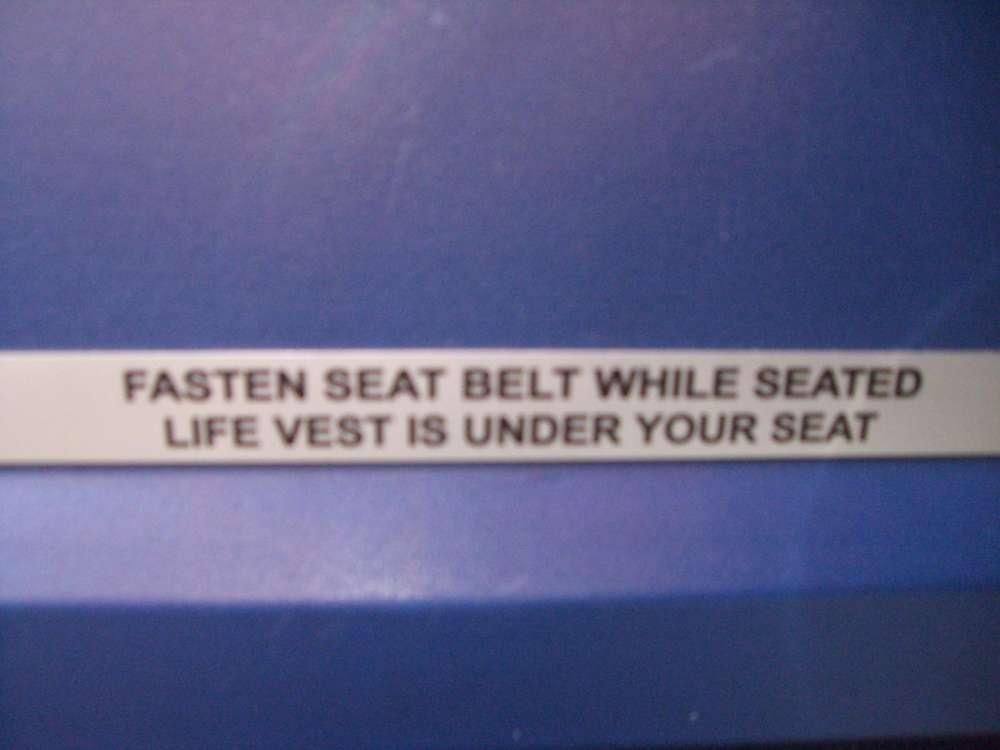 FASTEN SEAT BELT WHILE SEATED
LIFE VEST IS UNDER YOUR SEAT